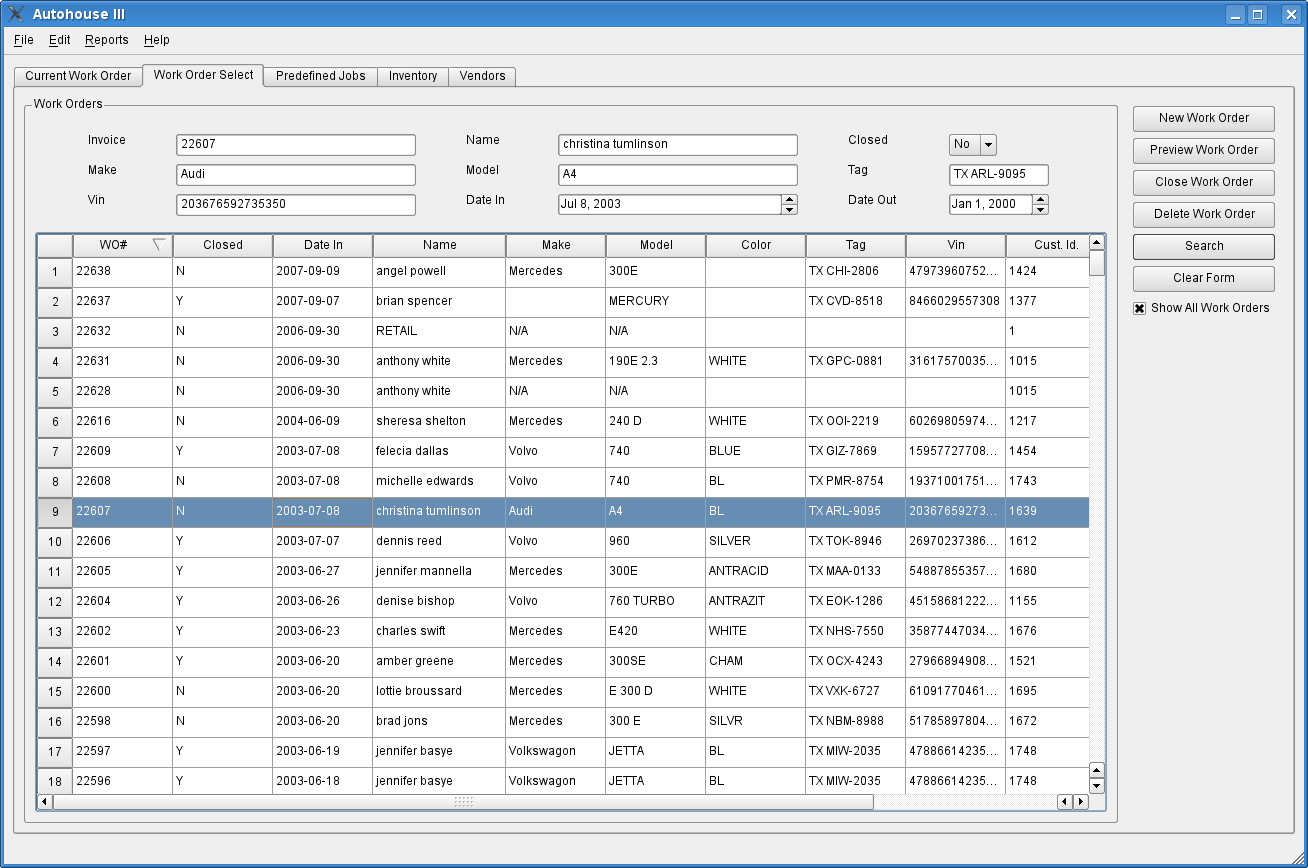 Autohouse III
File Edit Reports Help
Current Work Order Work Order Select Predefined Jobs Inventory Vendors
Work Orders
Invoice 22607 Name christina tumlinson Closed No
Make Audi Model A4 Tag TX ARL-9095
Vin 203676592735350 Date In Jul 8, 2003 Date Out Jan 1, 2000
New Work Order
Preview Work Order
Close Work Order
Delete Work Order
Search
Clear Form
Show All Work Orders
WO# Closed Date In Name Make Model Color Tag Vin Cust. Id.
1 22638 N 2007-09-09 angel powell Mercedes 300E TX CHI-2806 47973960752... 1424
2 22637 Y 2007-09-07 brian spencer MERCURY TX CVD-8518 8466029557308 1377
3 22632 N 2006-09-30 RETAIL N/A N/A 1
4 22631 N 2006-09-30 anthony white Mercedes 190E 2.3 WHITE TX GPC-0881 31617570035... 1015
5 22628 N 2006-09-30 anthony white N/A N/A 1015
6 22616 N 2004-06-09 sheresa shelton Mercedes 240 D WHITE TX OOI-2219 60269805974... 1217
7 22609 Y 2003-07-08 felecia dallas Volvo 740 BLUE TX GIZ-7869 15957727708... 1454
8 22608 N 2003-07-08 michelle edwards Volvo 740 BL TX PMR-8754 19371001751... 1743
9 22607 N 2003-07-08 christina tumlinson Audi A4 BL TX ARL-9095 20367659273... 1639
10 22606 Y 2003-07-07 dennis reed Volvo 960 SILVER TX TOK-8946 26970237386... 1612
11 22605 Y 2003-06-27 jennifer mannella Mercedes 300E ANTRACID TX MAA-0133 54887855357... 1680
12 22604 Y 2003-06-26 denise bishop Volvo 760 TURBO ANTRAZIT TX EOK-1286 45158681222... 1155
13 22602 Y 2003-06-23 charles swift Mercedes E420 WHITE TX NHS-7550 35877447034... 1676
14 22601 Y 2003-06-20 amber greene Mercedes 300SE CHAM TX OCX-4243 27966894908... 1521
15 22600 N 2003-06-20 lottie broussard Mercedes E 300 D WHITE TX VXK-6727 61091770461... 1695
16 22598 N 2003-06-20 brad jons Mercedes 300 E SILVR TX NBM-8988 51785897804... 1672
17 22597 Y 2003-06-19 jennifer basye Volkswagon JETTA BL TX MIW-2035 47886614235... 1748
18 22596 Y 2003-06-18 jennifer basye Volkswagon JETTA BL TX MIW-2035 47886614235... 1748